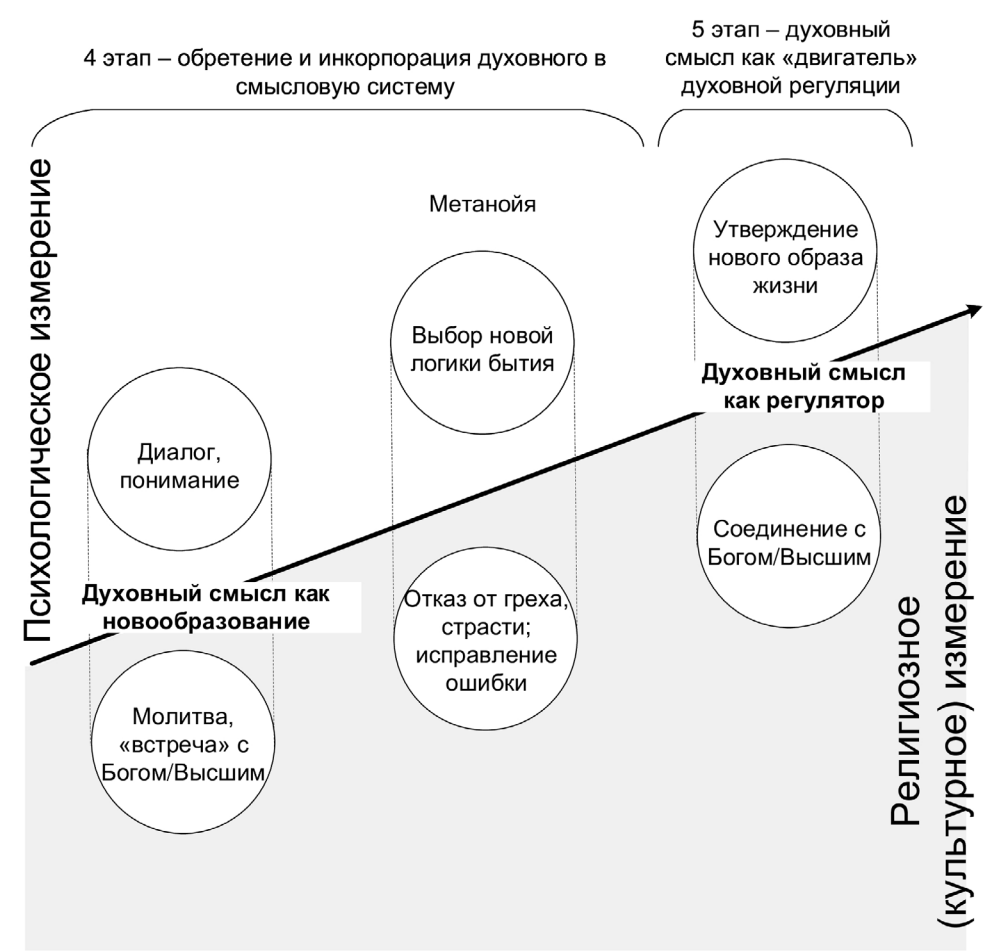 4 этап – обретение и инкорпорация духовного в
смысловую систему
5 этап – духовный
смысл как «двигатель»
духовной регуляции
Психологическое измерение
Метанойя
Утверждение
нового образа
жизни
Выбор новой
логики бытия
Духовный смысл
как регулятор
Диалог,
понимание
Соединение с
Богом/Высшим
Духовный смысл как
новообразование
Отказ от греха,
страсти;
исправление
ошибки
Молитва,
«встреча» с
Богом/Высшим
Религиозное
(культурное) измерение